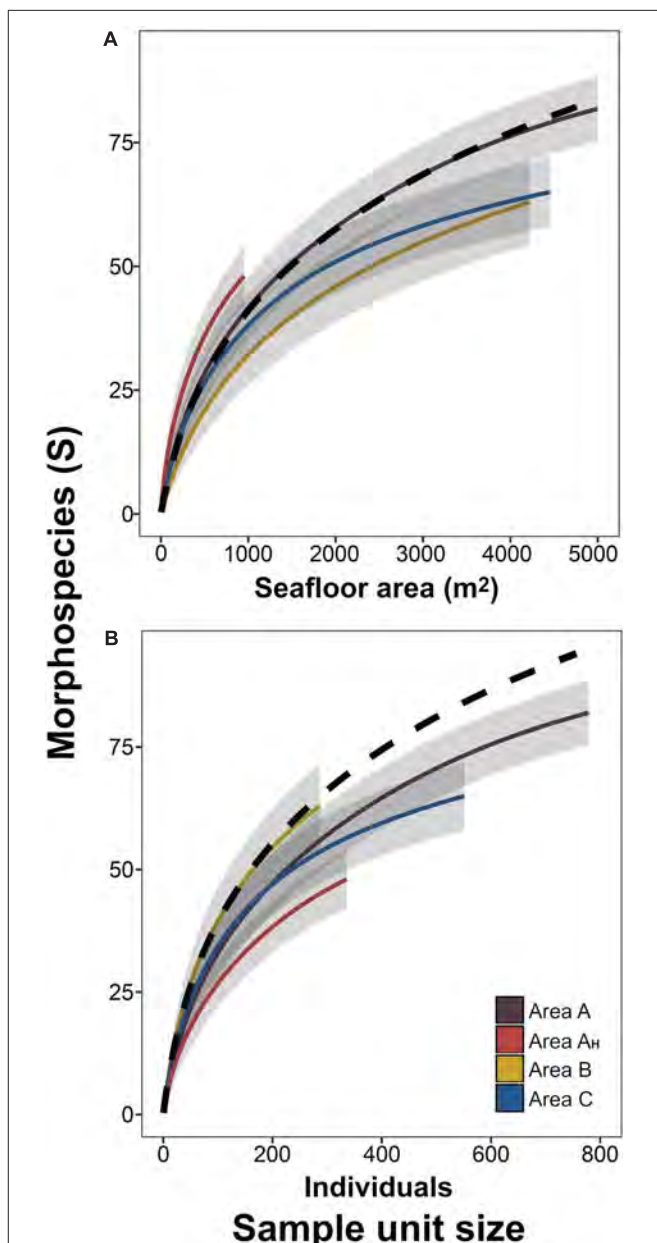 A
75
50
25
0
0 1000 2000 3000 4000 5000
Seafloor area (m²)
Morphospecies (S)
B
75
50
25
0
Area A
Area AH
Area B
Area C
0 200 400 600 800
Individuals
Sample unit size